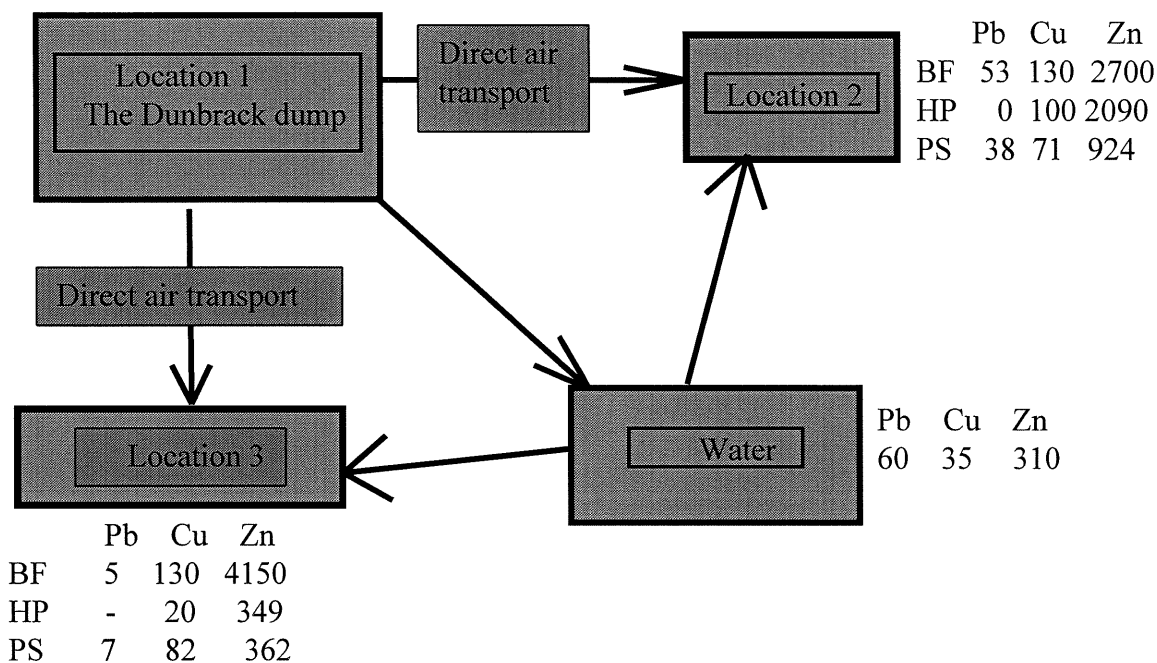 Location 1
The Dunbrack dump
Direct air
transport
Location 2
Pb Cu Zn
BF 53 130 2700
HP 0 100 2090
PS 38 71 924
Direct air transport
Location 3
Water
Pb Cu Zn
60 35 310
Pb Cu Zn
BF 5 130 4150
HP - 20 349
PS 7 82 362